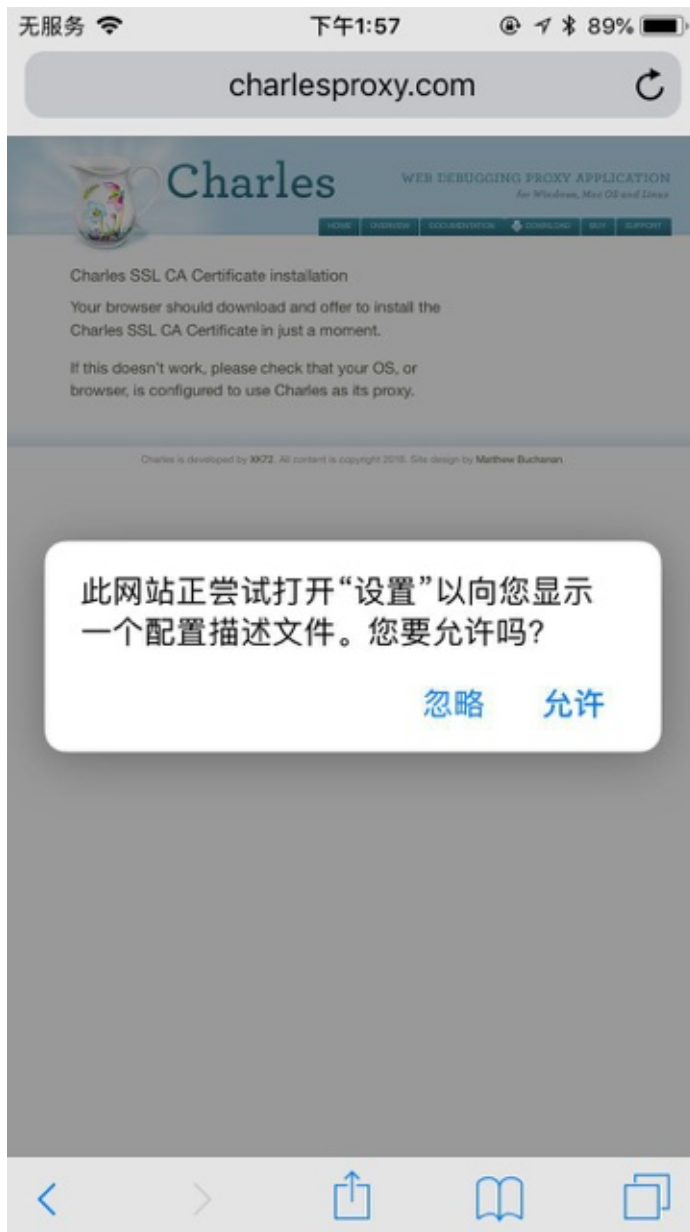 无服务 下午1:57 89%
charlesproxy.com
Charles
WEB DEBUGGING PROXY APPLICATION
for Windows, Mac OS and Linux
HOME OVERVIEW DOCUMENTATION DOWNLOAD BUY SUPPORT
Charles SSL CA Certificate installation
Your browser should download and offer to install the
Charles SSL CA Certificate in just a moment.
If this doesn't work, please check that your OS, or
browser, is configured to use Charles as its proxy.
Charles is developed by XK72. All content is copyright 2018. Site design by Matthew Buchanan
此网站正尝试打开“设置”以向您显示
一个配置描述文件。您要允许吗?
忽略 允许